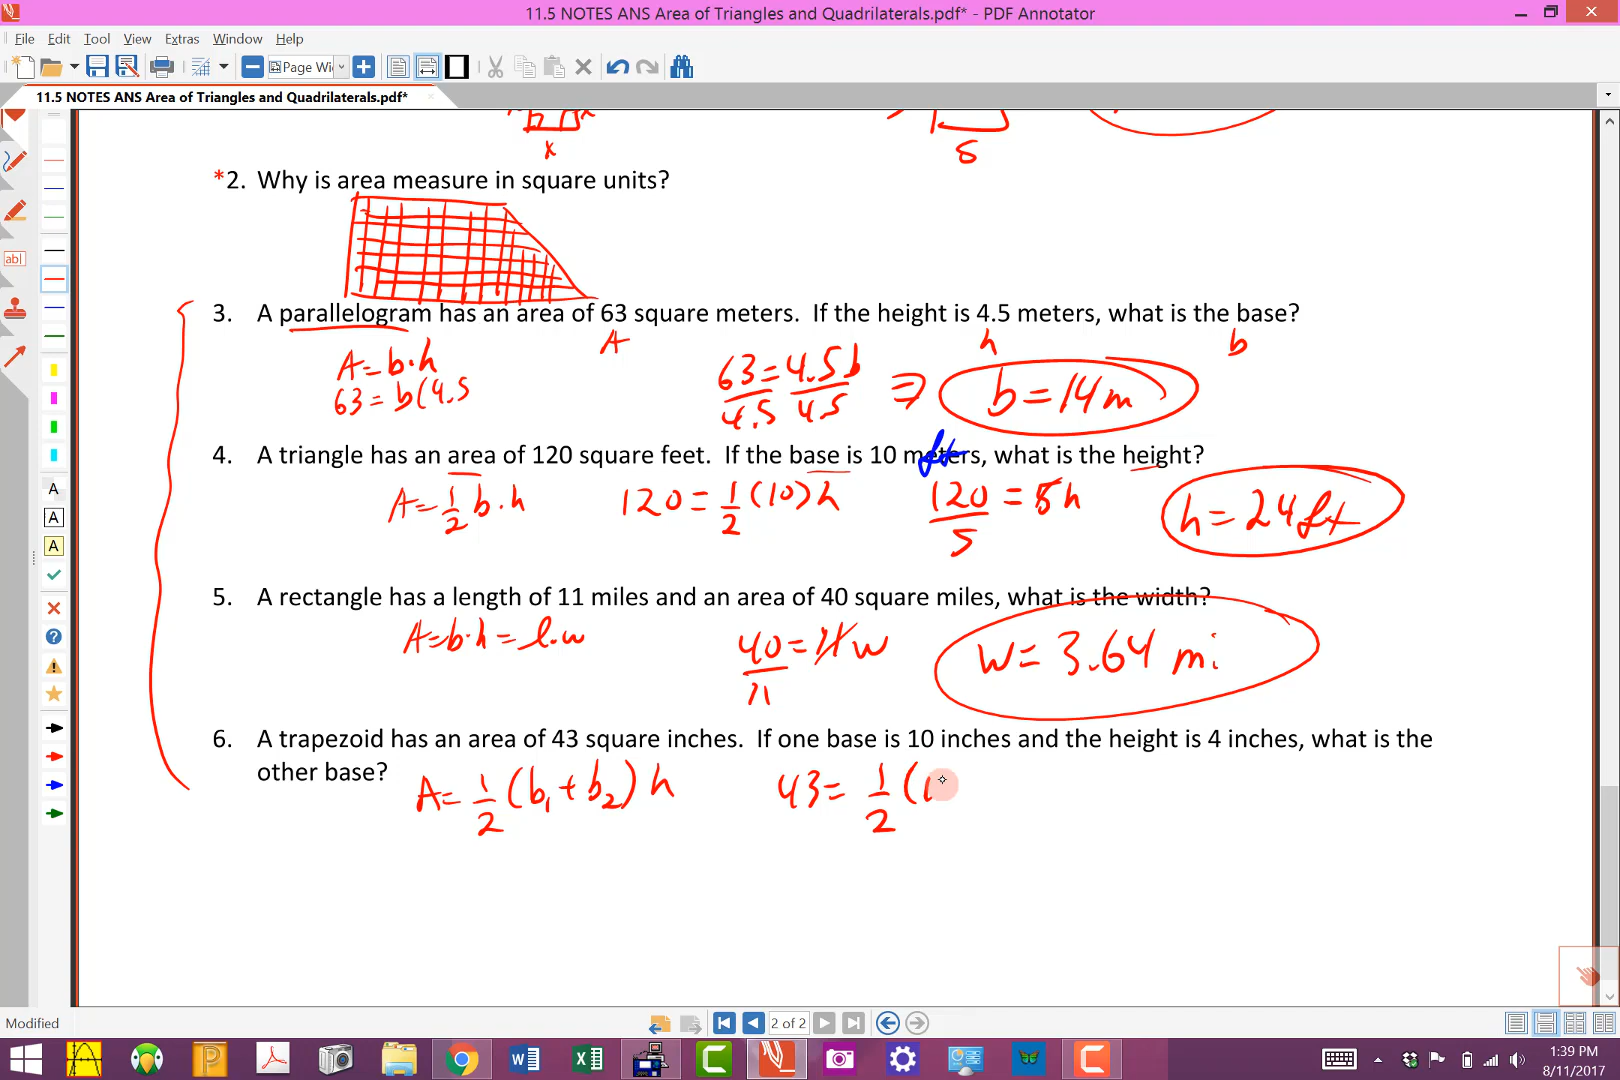 11.5 NOTES ANS Area of Triangles and Quadrilaterals.pdf* - PDF Annotator
File Edit Tool View Extras Window Help
Page Wi
11.5 NOTES ANS Area of Triangles and Quadrilaterals.pdf*
x
5
*2. Why is area measure in square units?
3. A parallelogram has an area of 63 square meters. If the height is 4.5 meters, what is the base?
A h b
A = b·h
63 = b(4.5
63 = 4.5b
4.5 4.5
⇒ b = 14 m
4. A triangle has an area of 120 square feet. If the base is 10 meters, what is the height?
ft
A = 1/2 b·h 120 = 1/2 (10) h 120/5 = 5h h = 24 ft
5. A rectangle has a length of 11 miles and an area of 40 square miles, what is the width?
A = b·h = l·w 40/11 = 11w w = 3.64 mi
6. A trapezoid has an area of 43 square inches. If one base is 10 inches and the height is 4 inches, what is the
other base?
A = 1/2 (b₁ + b₂) h 43 = 1/2 (1
ab|
A
A
A
Modified
2 of 2
1:39 PM
8/11/2017